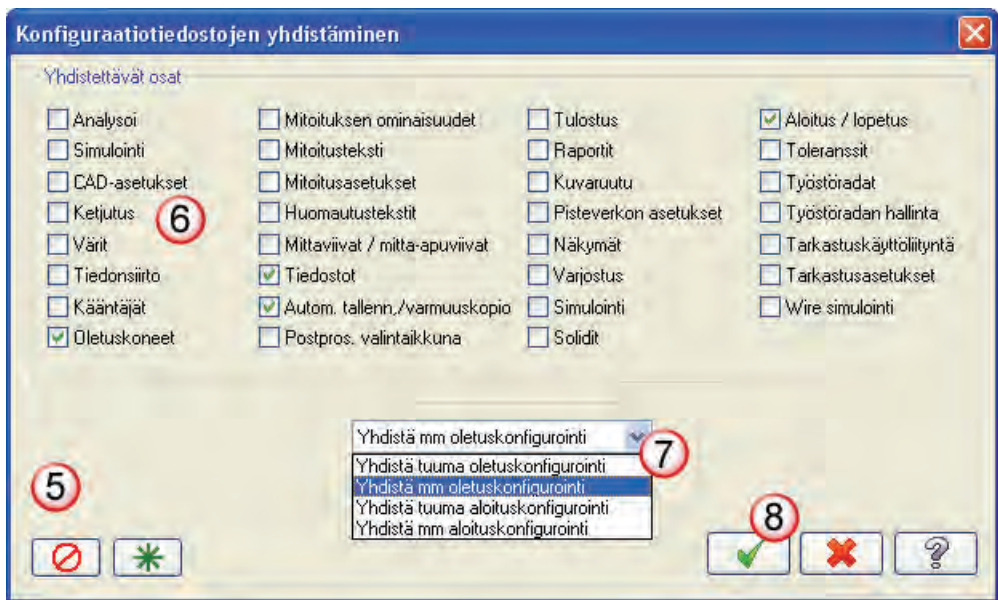 Konfiguraatiotiedostojen yhdistäminen
Yhdistettävät osat
Analysoi
Simulointi
CAD-asetukset
Ketjutus
Värit
Tiedonsiirto
Kääntäjät
Oletuskoneet
6
Mitoituksen ominaisuudet
Mitoitusteksti
Mitoitusasetukset
Huomautustekstit
Mittaviivat / mitta-apuviivat
Tiedostot
Autom. tallenn,/varmuuskopio
Postpros. valintaikkuna
Tulostus
Raportit
Kuvaruutu
Pisteverkon asetukset
Näkymät
Varjostus
Simulointi
Solidit
Aloitus / lopetus
Toleranssit
Työstöradat
Työstöradan hallinta
Tarkastuskäyttöliityntä
Tarkastusasetukset
Wire simulointi
Yhdistä mm oletuskonfigurointi
7
Yhdistä tuuma oletuskonfigurointi
Yhdistä mm oletuskonfigurointi
Yhdistä tuuma aloituskonfigurointi
Yhdistä mm aloituskonfigurointi
5
8
?